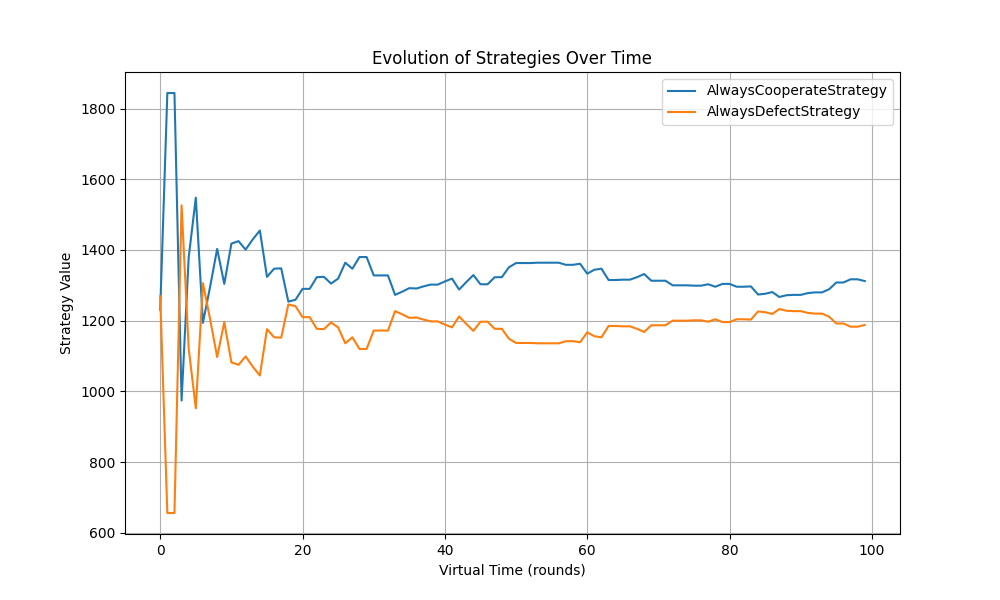 Evolution of Strategies Over Time
AlwaysCooperateStrategy
AlwaysDefectStrategy
Strategy Value
1800
1600
1400
1200
1000
800
600
0 20 40 60 80 100
Virtual Time (rounds)